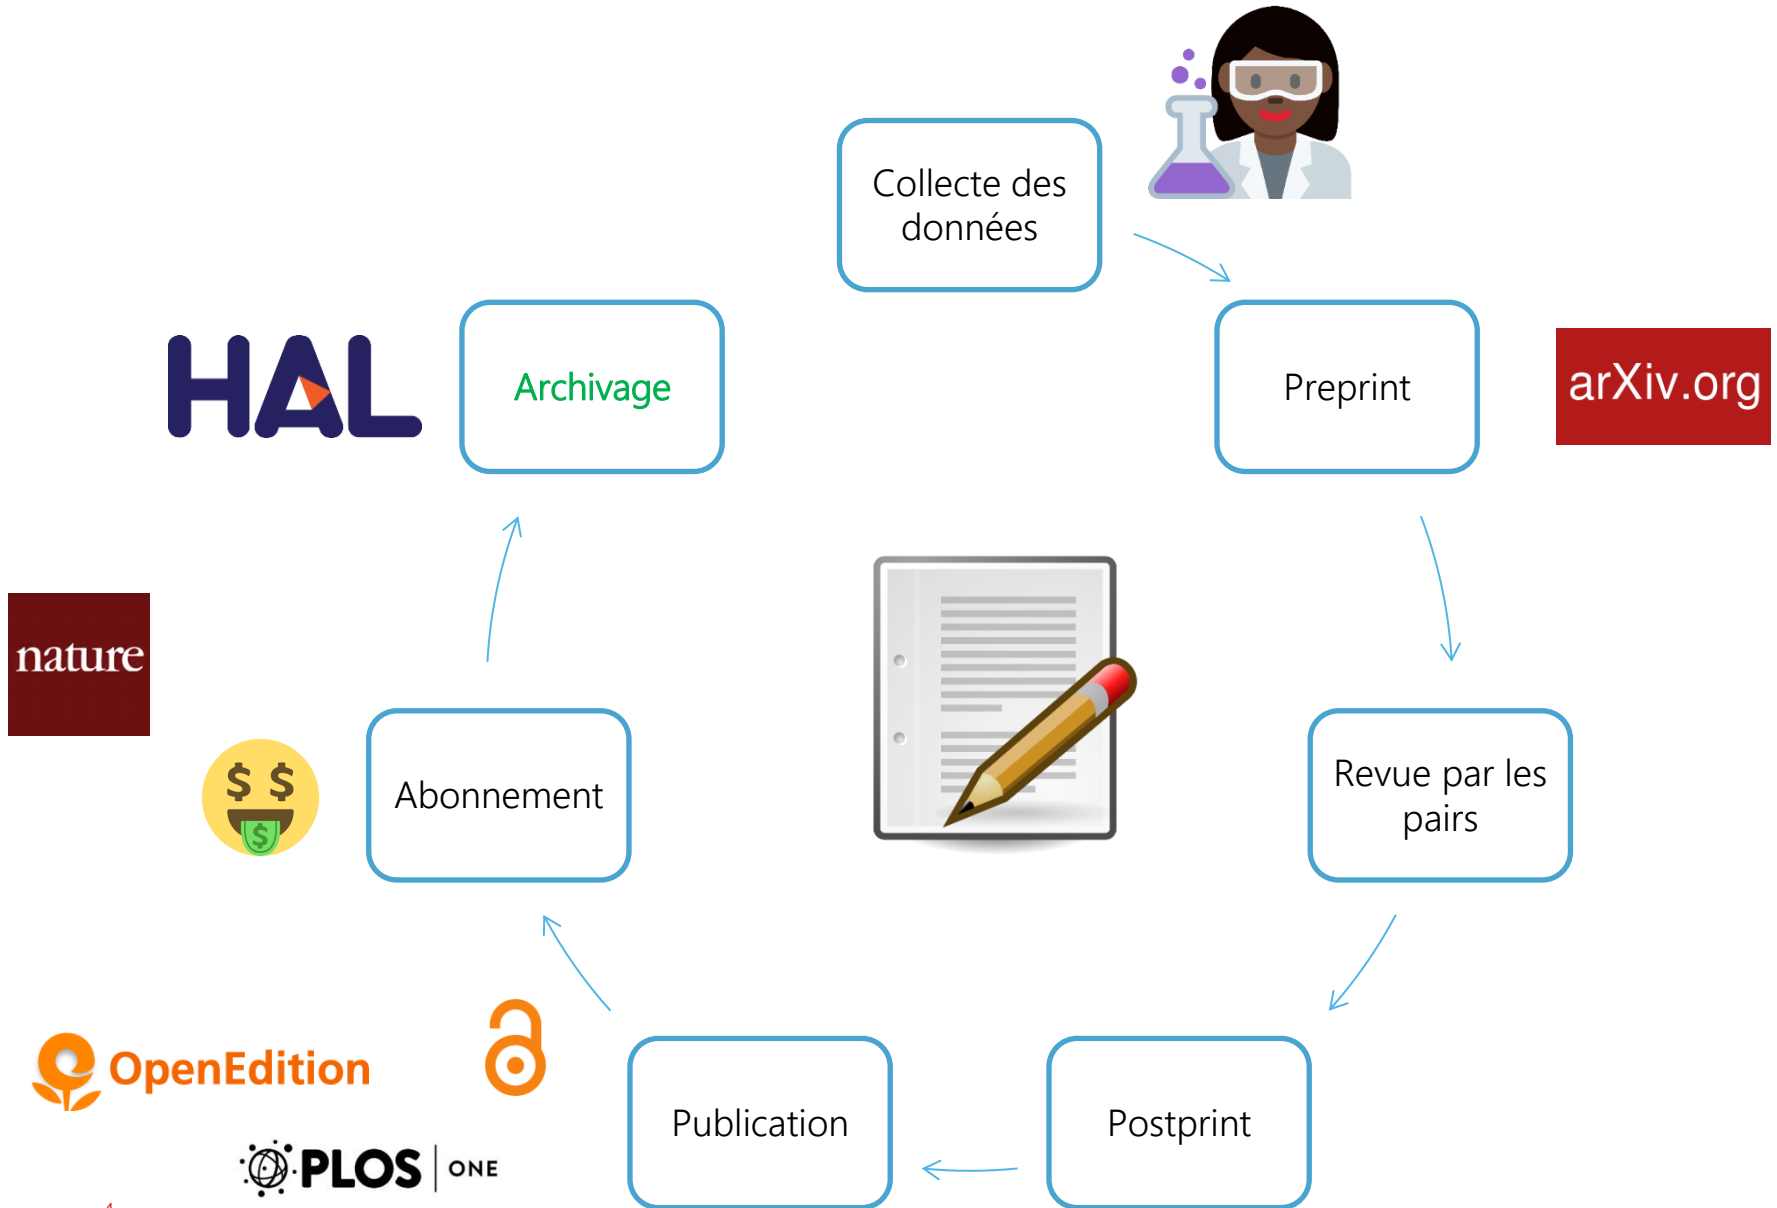 Collecte des
données
Preprint
arXiv.org
Revue par les
pairs
Postprint
Publication
OpenEdition
PLOS ONE
Abonnement
$ $
$
nature
Archivage
HAL